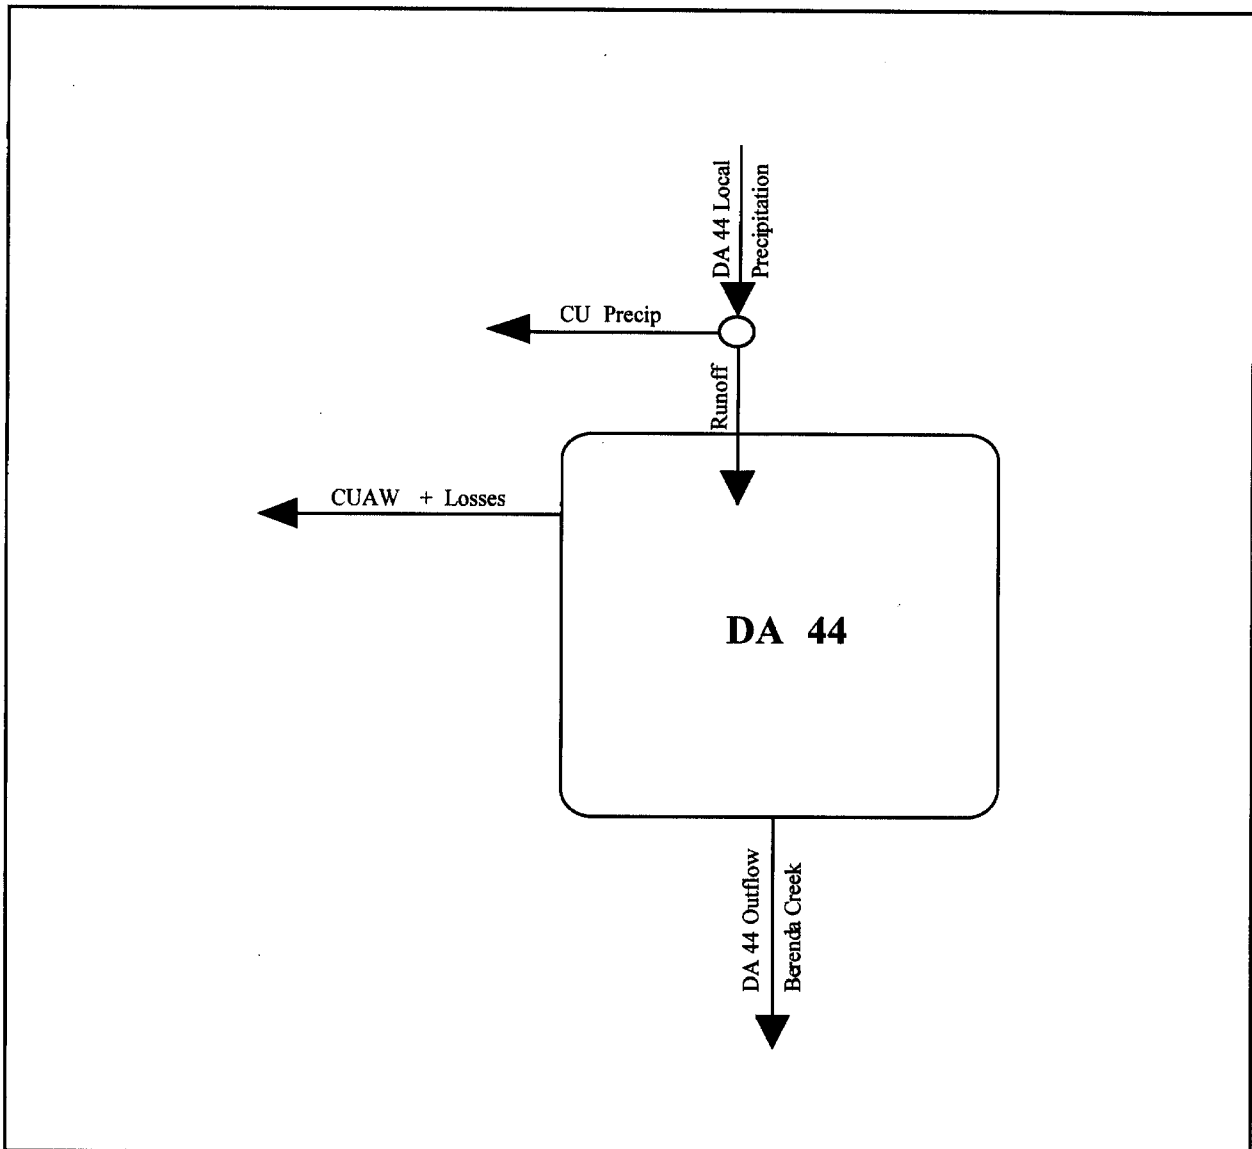 DA 44 Local
Precipitation
CU Precip
Runoff
CUAW + Losses
DA 44
DA 44 Outflow
Berenda Creek